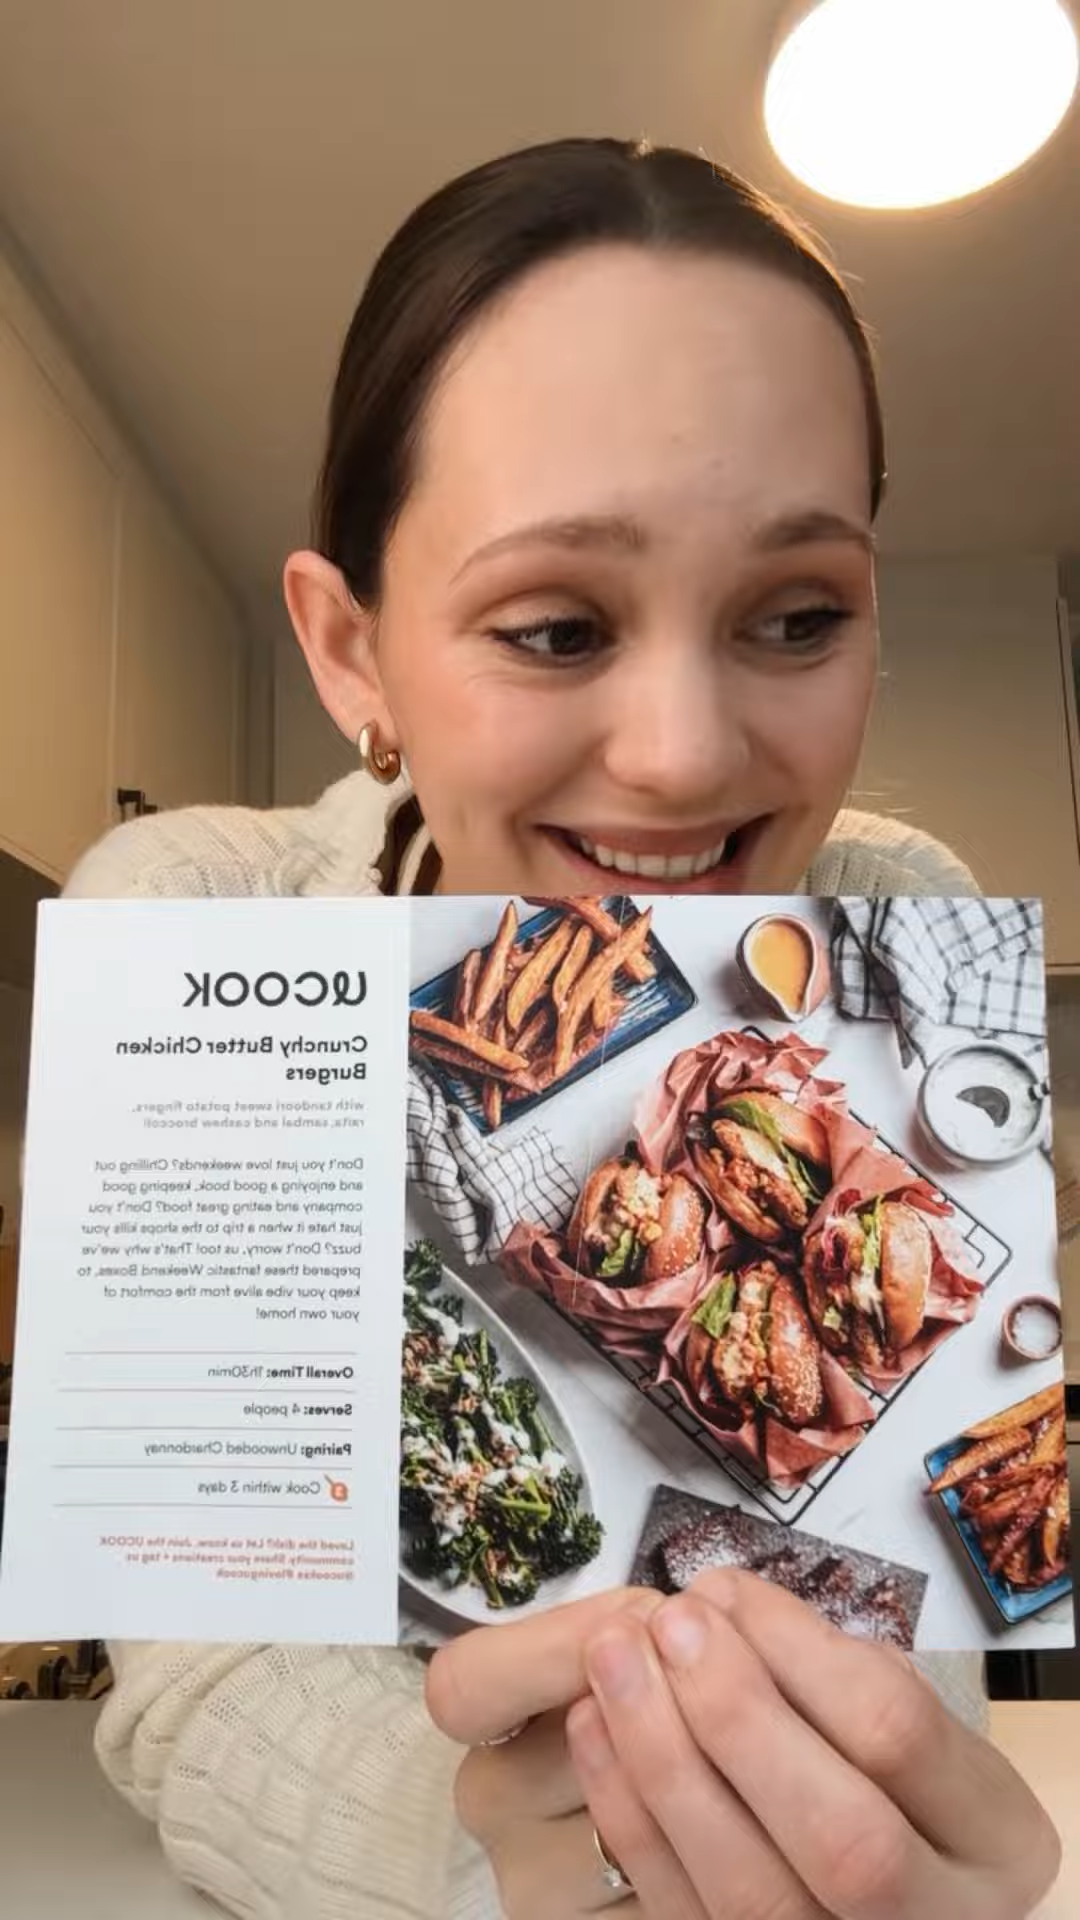 UCOOK
Crunchy Butter Chicken
Burgers
with tandoori sweet potato fingers,
raita, sambal and cashew broccoli
Don't you just love weekends? Chilling out
and enjoying a good book, keeping good
company and eating great food? Don't you
just hate it when a trip to the shops kills your
buzz? Don't worry, us too! That's why we've
prepared these fantastic Weekend Boxes, to
keep your vibe alive from the comfort of
your own home!
Overall Time: 1h30min
Serves: 4 people
Pairing: Unwooded Chardonnay
3 Cook within 3 days
Loved the dish? Let us know. Join the UCOOK
community. Share your creations + tag us
@ucooksa #lovingucook